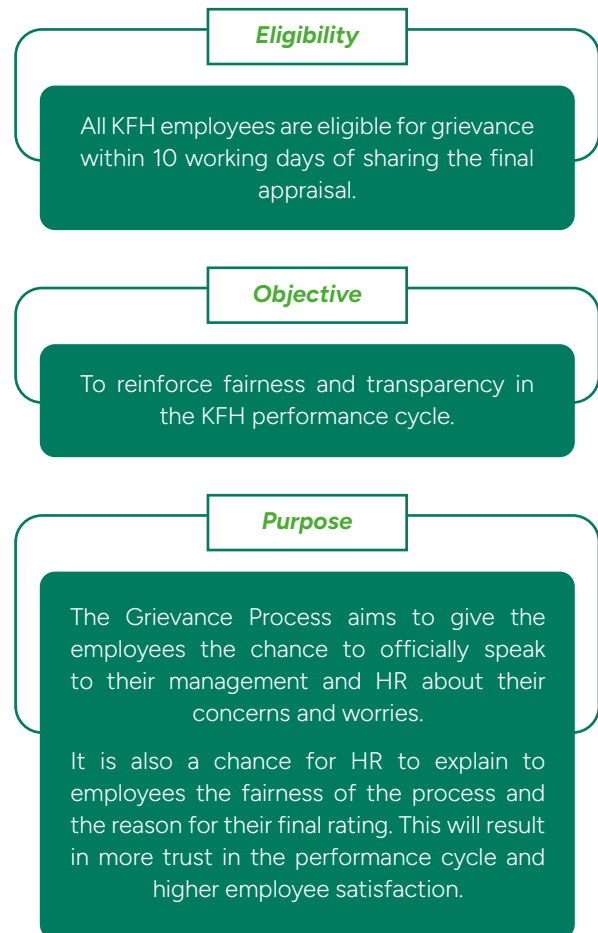 Eligibility
All KFH employees are eligible for grievance
within 10 working days of sharing the final
appraisal.
Objective
To reinforce fairness and transparency in
the KFH performance cycle.
Purpose
The Grievance Process aims to give the
employees the chance to officially speak
to their management and HR about their
concerns and worries.
It is also a chance for HR to explain to
employees the fairness of the process and
the reason for their final rating. This will result
in more trust in the performance cycle and
higher employee satisfaction.